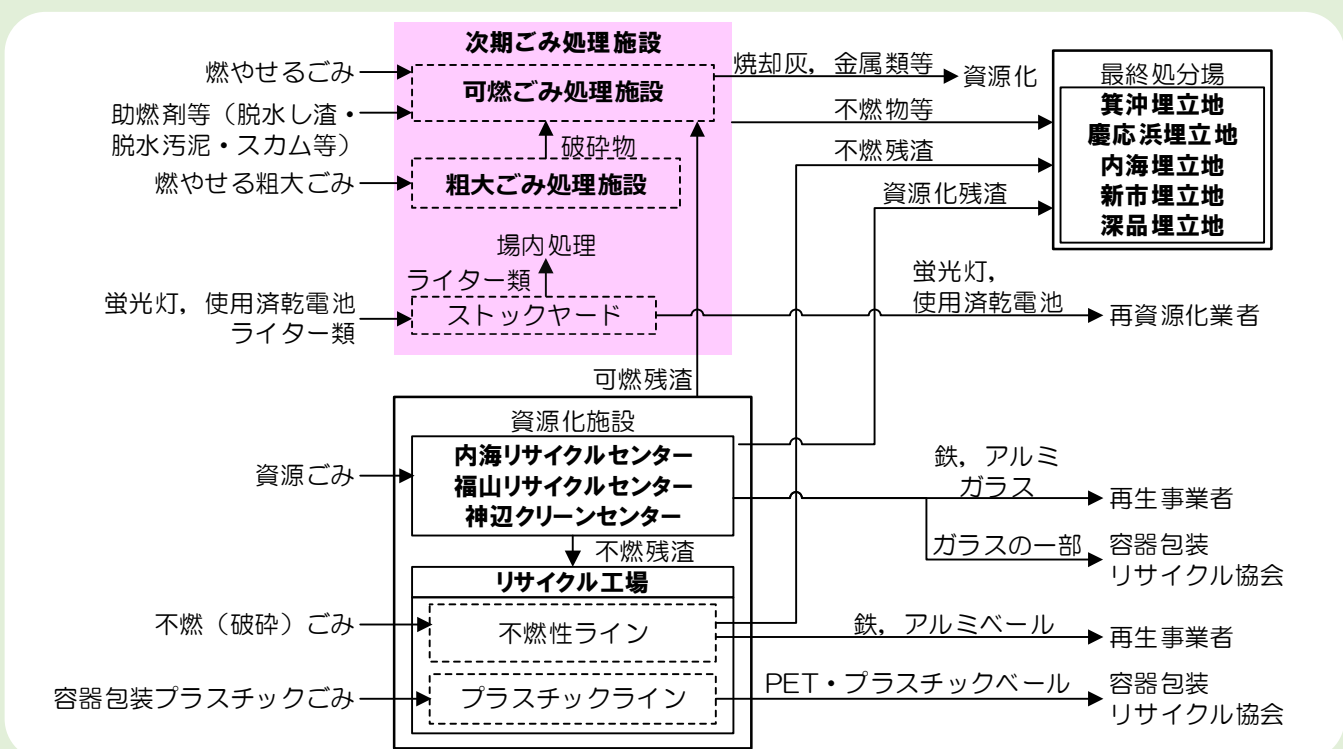 次期ごみ処理施設
燃やせるごみ
可燃ごみ処理施設
焼却灰，金属類等
資源化
助燃剤等（脱水し渣・
脱水汚泥・スカム等）
不燃物等
破砕物
不燃残渣
燃やせる粗大ごみ
粗大ごみ処理施設
資源化残渣
最終処分場
箕沖埋立地
慶応浜埋立地
内海埋立地
新市埋立地
深品埋立地
場内処理
ライター類
蛍光灯，使用済乾電池
ライター類
ストックヤード
蛍光灯，
使用済乾電池
再資源化業者
可燃残渣
資源化施設
資源ごみ
内海リサイクルセンター
福山リサイクルセンター
神辺クリーンセンター
鉄，アルミ
ガラス
再生事業者
ガラスの一部
容器包装
リサイクル協会
不燃残渣
リサイクル工場
不燃（破砕）ごみ
不燃性ライン
鉄，アルミベール
再生事業者
容器包装プラスチックごみ
プラスチックライン
PET・プラスチックベール
容器包装
リサイクル協会